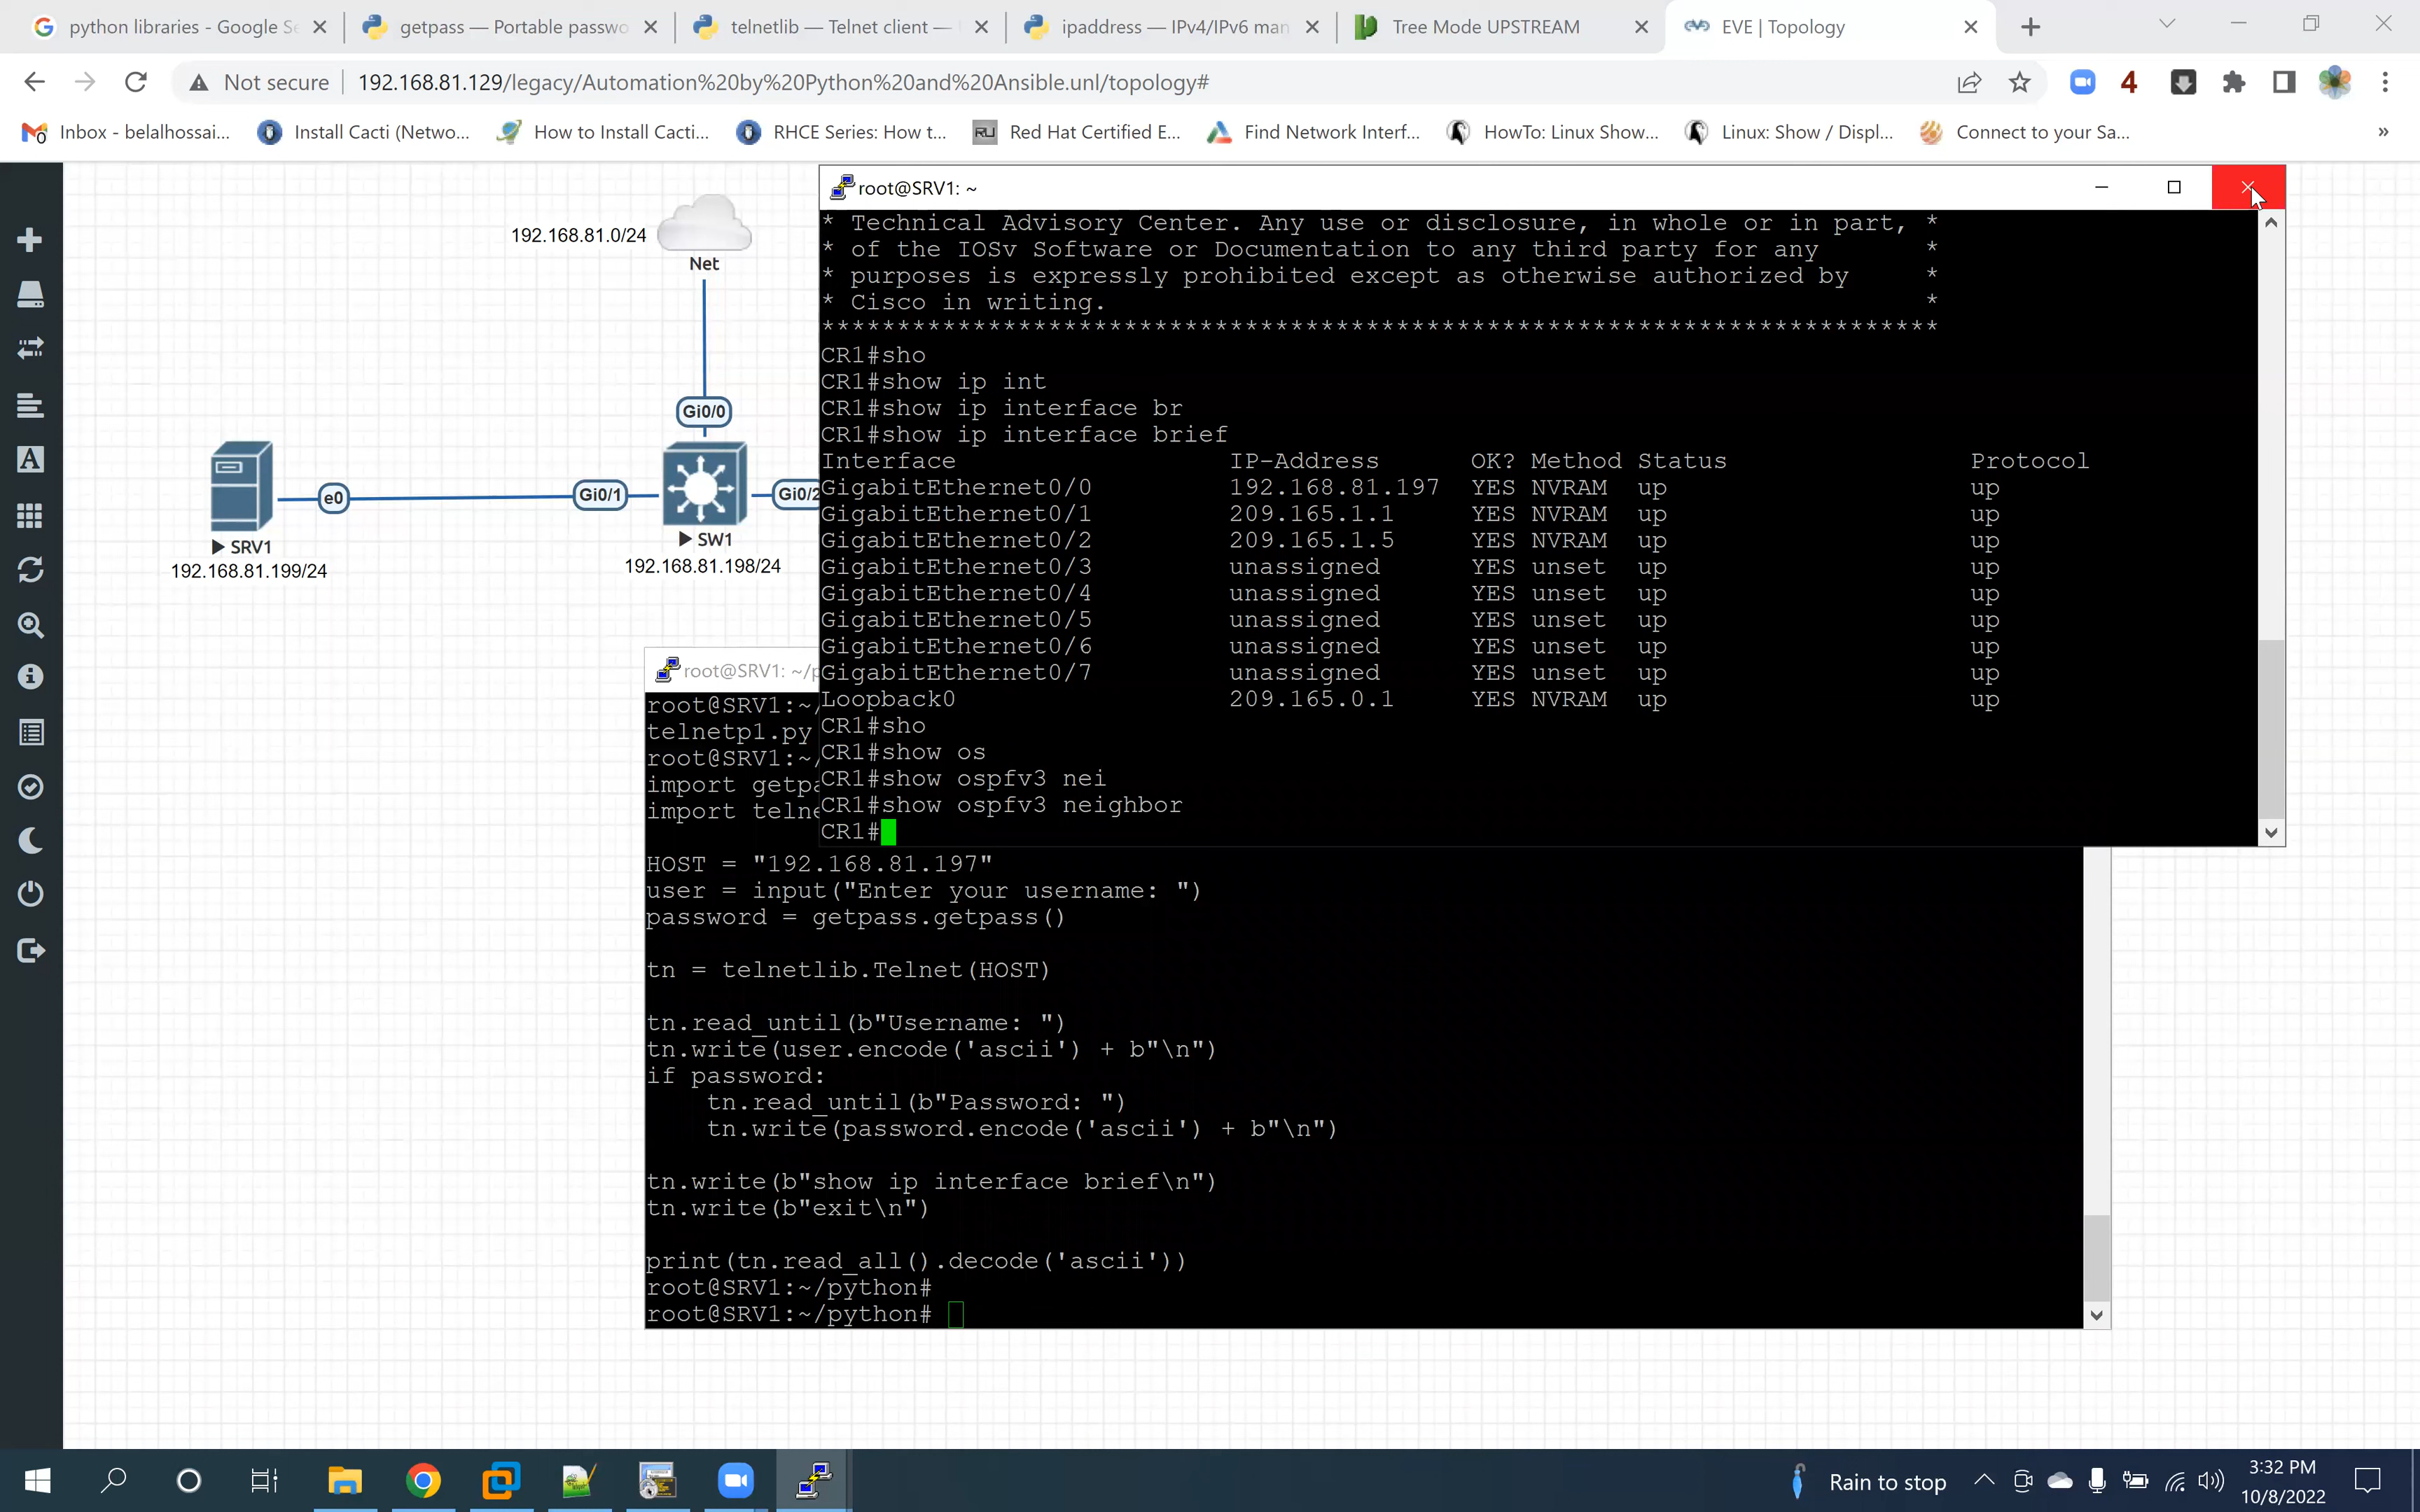 python libraries - Google Se
getpass — Portable passwo
telnetlib — Telnet client —
ipaddress — IPv4/IPv6 man
Tree Mode UPSTREAM
EVE | Topology
Not secure
192.168.81.129/legacy/Automation%20by%20Python%20and%20Ansible.unl/topology#
4
Inbox - belalhossai...
Install Cacti (Netwo...
How to Install Cacti...
RHCE Series: How t...
RU
Red Hat Certified E...
Find Network Interf...
HowTo: Linux Show...
Linux: Show / Displ...
Connect to your Sa...
»
192.168.81.0/24
Net
Gi0/0
e0
Gi0/1
Gi0/2
SRV1
192.168.81.199/24
SW1
192.168.81.198/24
root@SRV1: ~
* Technical Advisory Center. Any use or disclosure, in whole or in part, *
* of the IOSv Software or Documentation to any third party for any *
* purposes is expressly prohibited except as otherwise authorized by *
* Cisco in writing. *
**************************************************************************
CR1#sho
CR1#show ip int
CR1#show ip interface br
CR1#show ip interface brief
Interface IP-Address OK? Method Status Protocol
GigabitEthernet0/0 192.168.81.197 YES NVRAM up up
GigabitEthernet0/1 209.165.1.1 YES NVRAM up up
GigabitEthernet0/2 209.165.1.5 YES NVRAM up up
GigabitEthernet0/3 unassigned YES unset up up
GigabitEthernet0/4 unassigned YES unset up up
GigabitEthernet0/5 unassigned YES unset up up
GigabitEthernet0/6 unassigned YES unset up up
GigabitEthernet0/7 unassigned YES unset up up
Loopback0 209.165.0.1 YES NVRAM up up
CR1#sho
CR1#show os
CR1#show ospfv3 nei
CR1#show ospfv3 neighbor
CR1#
root@SRV1: ~/p
root@SRV1:~/
telnetp1.py
root@SRV1:~/
import getpa
import telne
HOST = "192.168.81.197"
user = input("Enter your username: ")
password = getpass.getpass()
tn = telnetlib.Telnet(HOST)
tn.read_until(b"Username: ")
tn.write(user.encode('ascii') + b"\n")
if password:
tn.read_until(b"Password: ")
tn.write(password.encode('ascii') + b"\n")
tn.write(b"show ip interface brief\n")
tn.write(b"exit\n")
print(tn.read_all().decode('ascii'))
root@SRV1:~/python#
root@SRV1:~/python#
Rain to stop
3:32 PM
10/8/2022